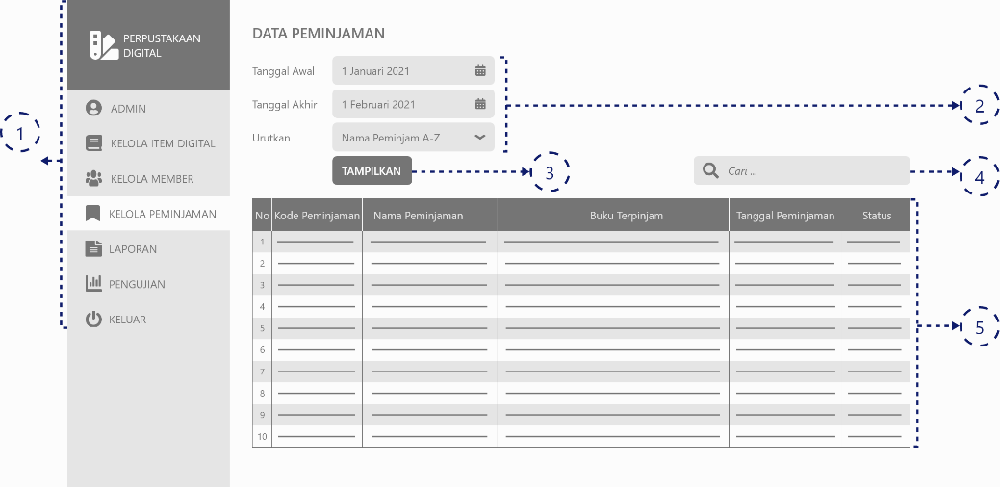 PERPUSTAKAAN
DIGITAL
ADMIN
KELOLA ITEM DIGITAL
KELOLA MEMBER
KELOLA PEMINJAMAN
LAPORAN
PENGUJIAN
KELUAR
1
DATA PEMINJAMAN
Tanggal Awal 1 Januari 2021
Tanggal Akhir 1 Februari 2021
Urutkan Nama Peminjam A-Z
2
TAMPILKAN
3
Cari ...
4
No Kode Peminjaman Nama Peminjaman Buku Terpinjam Tanggal Peminjaman Status
1
2
3
4
5
6
7
8
9
10
5